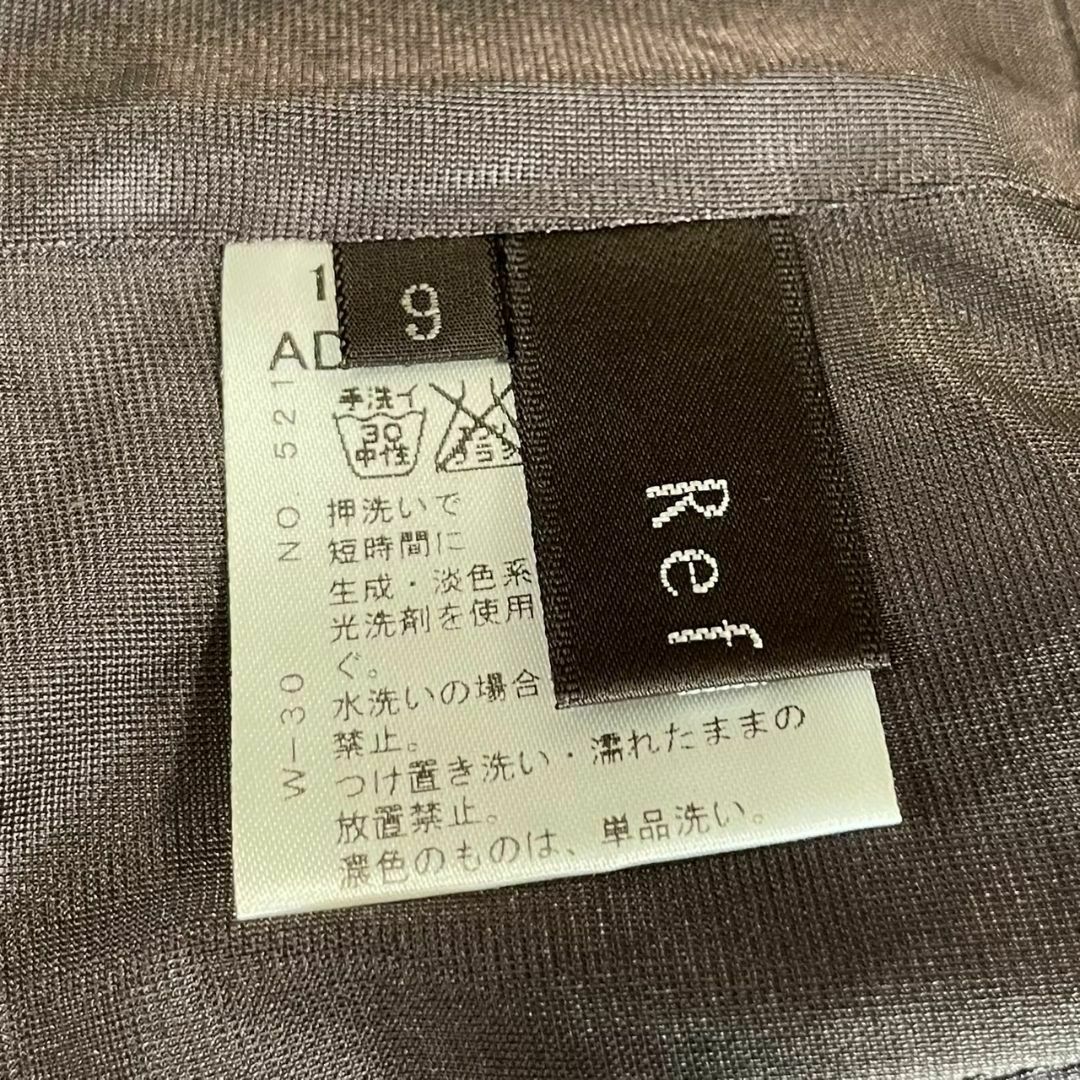 1
AD
9
Ref
手洗イ
30
中性
押洗いで
短時間に
生成・淡色系
光洗剤を使用
ぐ。
水洗いの場合
禁止。
つけ置き洗い・濡れたままの
放置禁止。
濃色のものは、単品洗い。
W-30 NO. 521